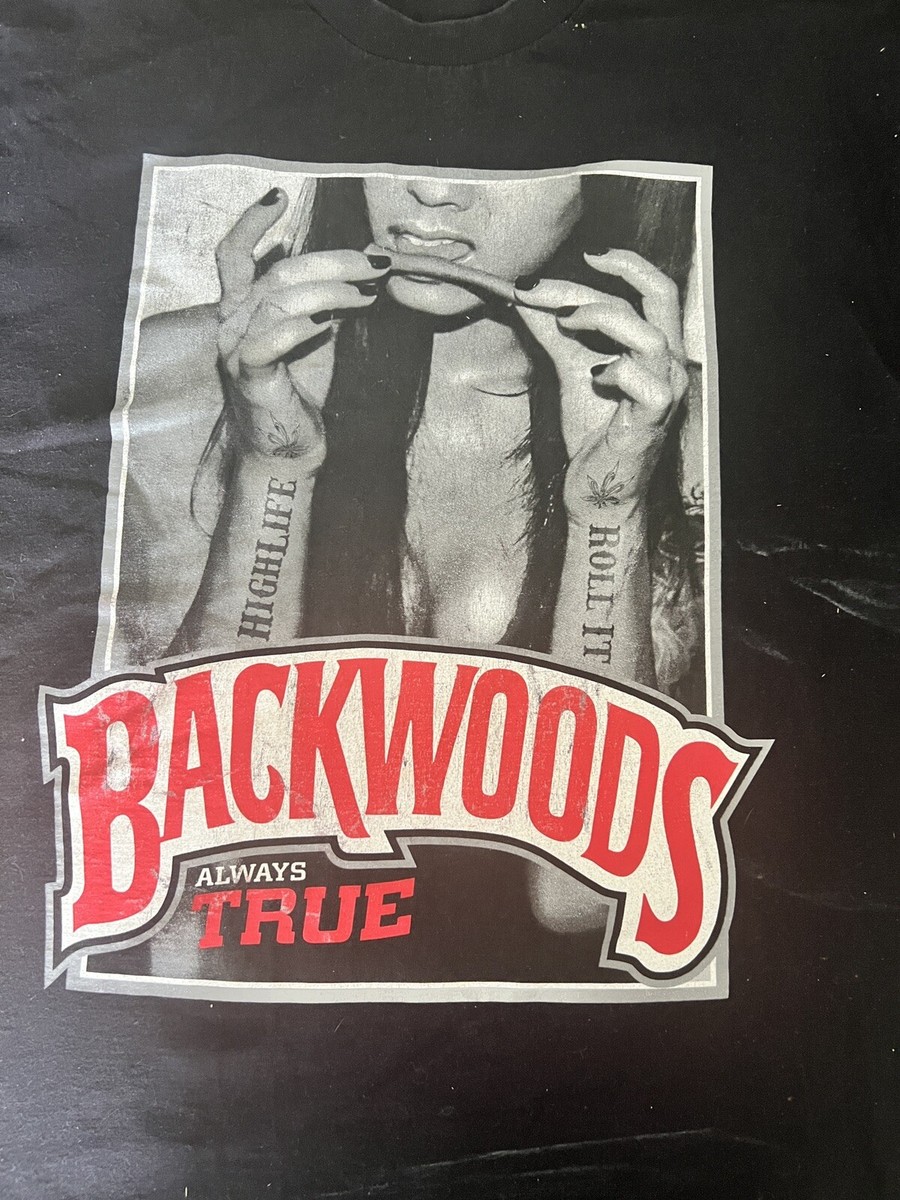 HIGHLIFE
ROLL IT
BACKWOODS
ALWAYS
TRUE